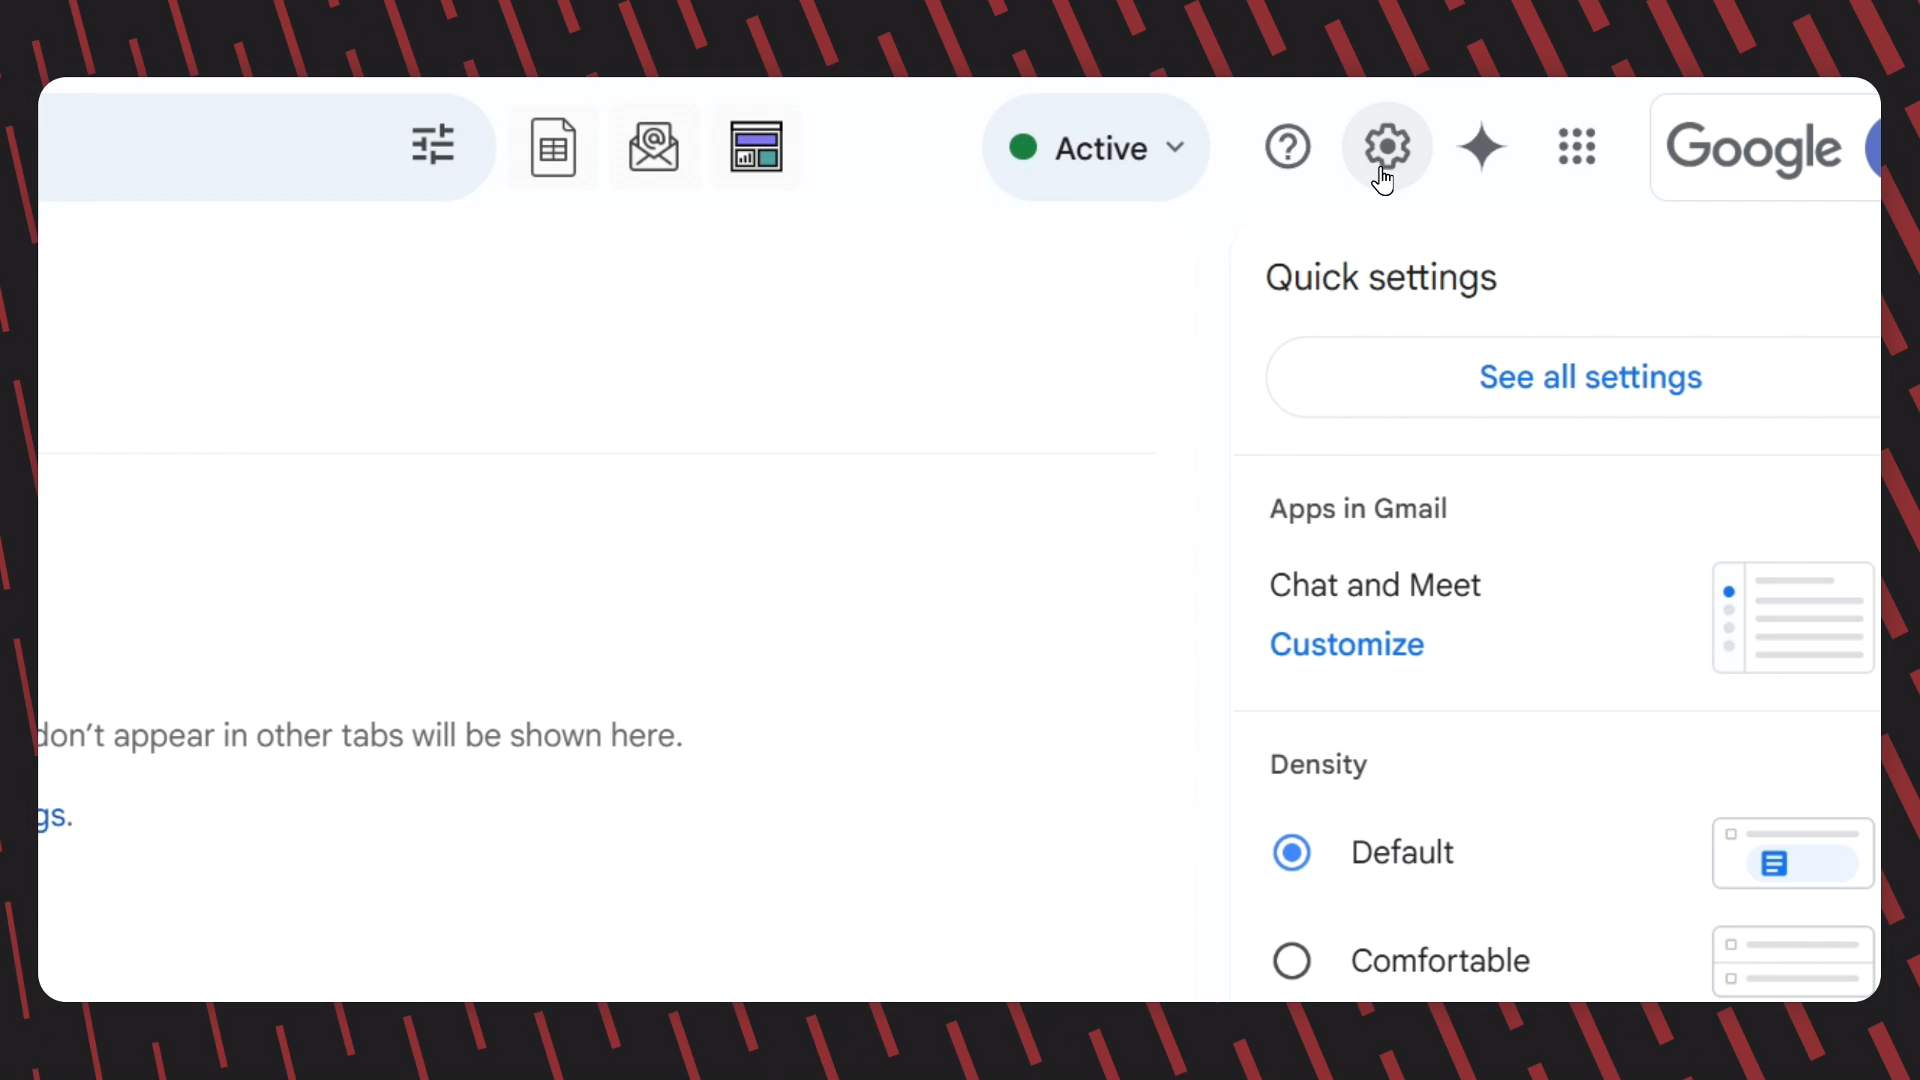 Active
Google
Quick settings
See all settings
Apps in Gmail
Chat and Meet
Customize
don't appear in other tabs will be shown here.
gs.
Density
Default
Comfortable